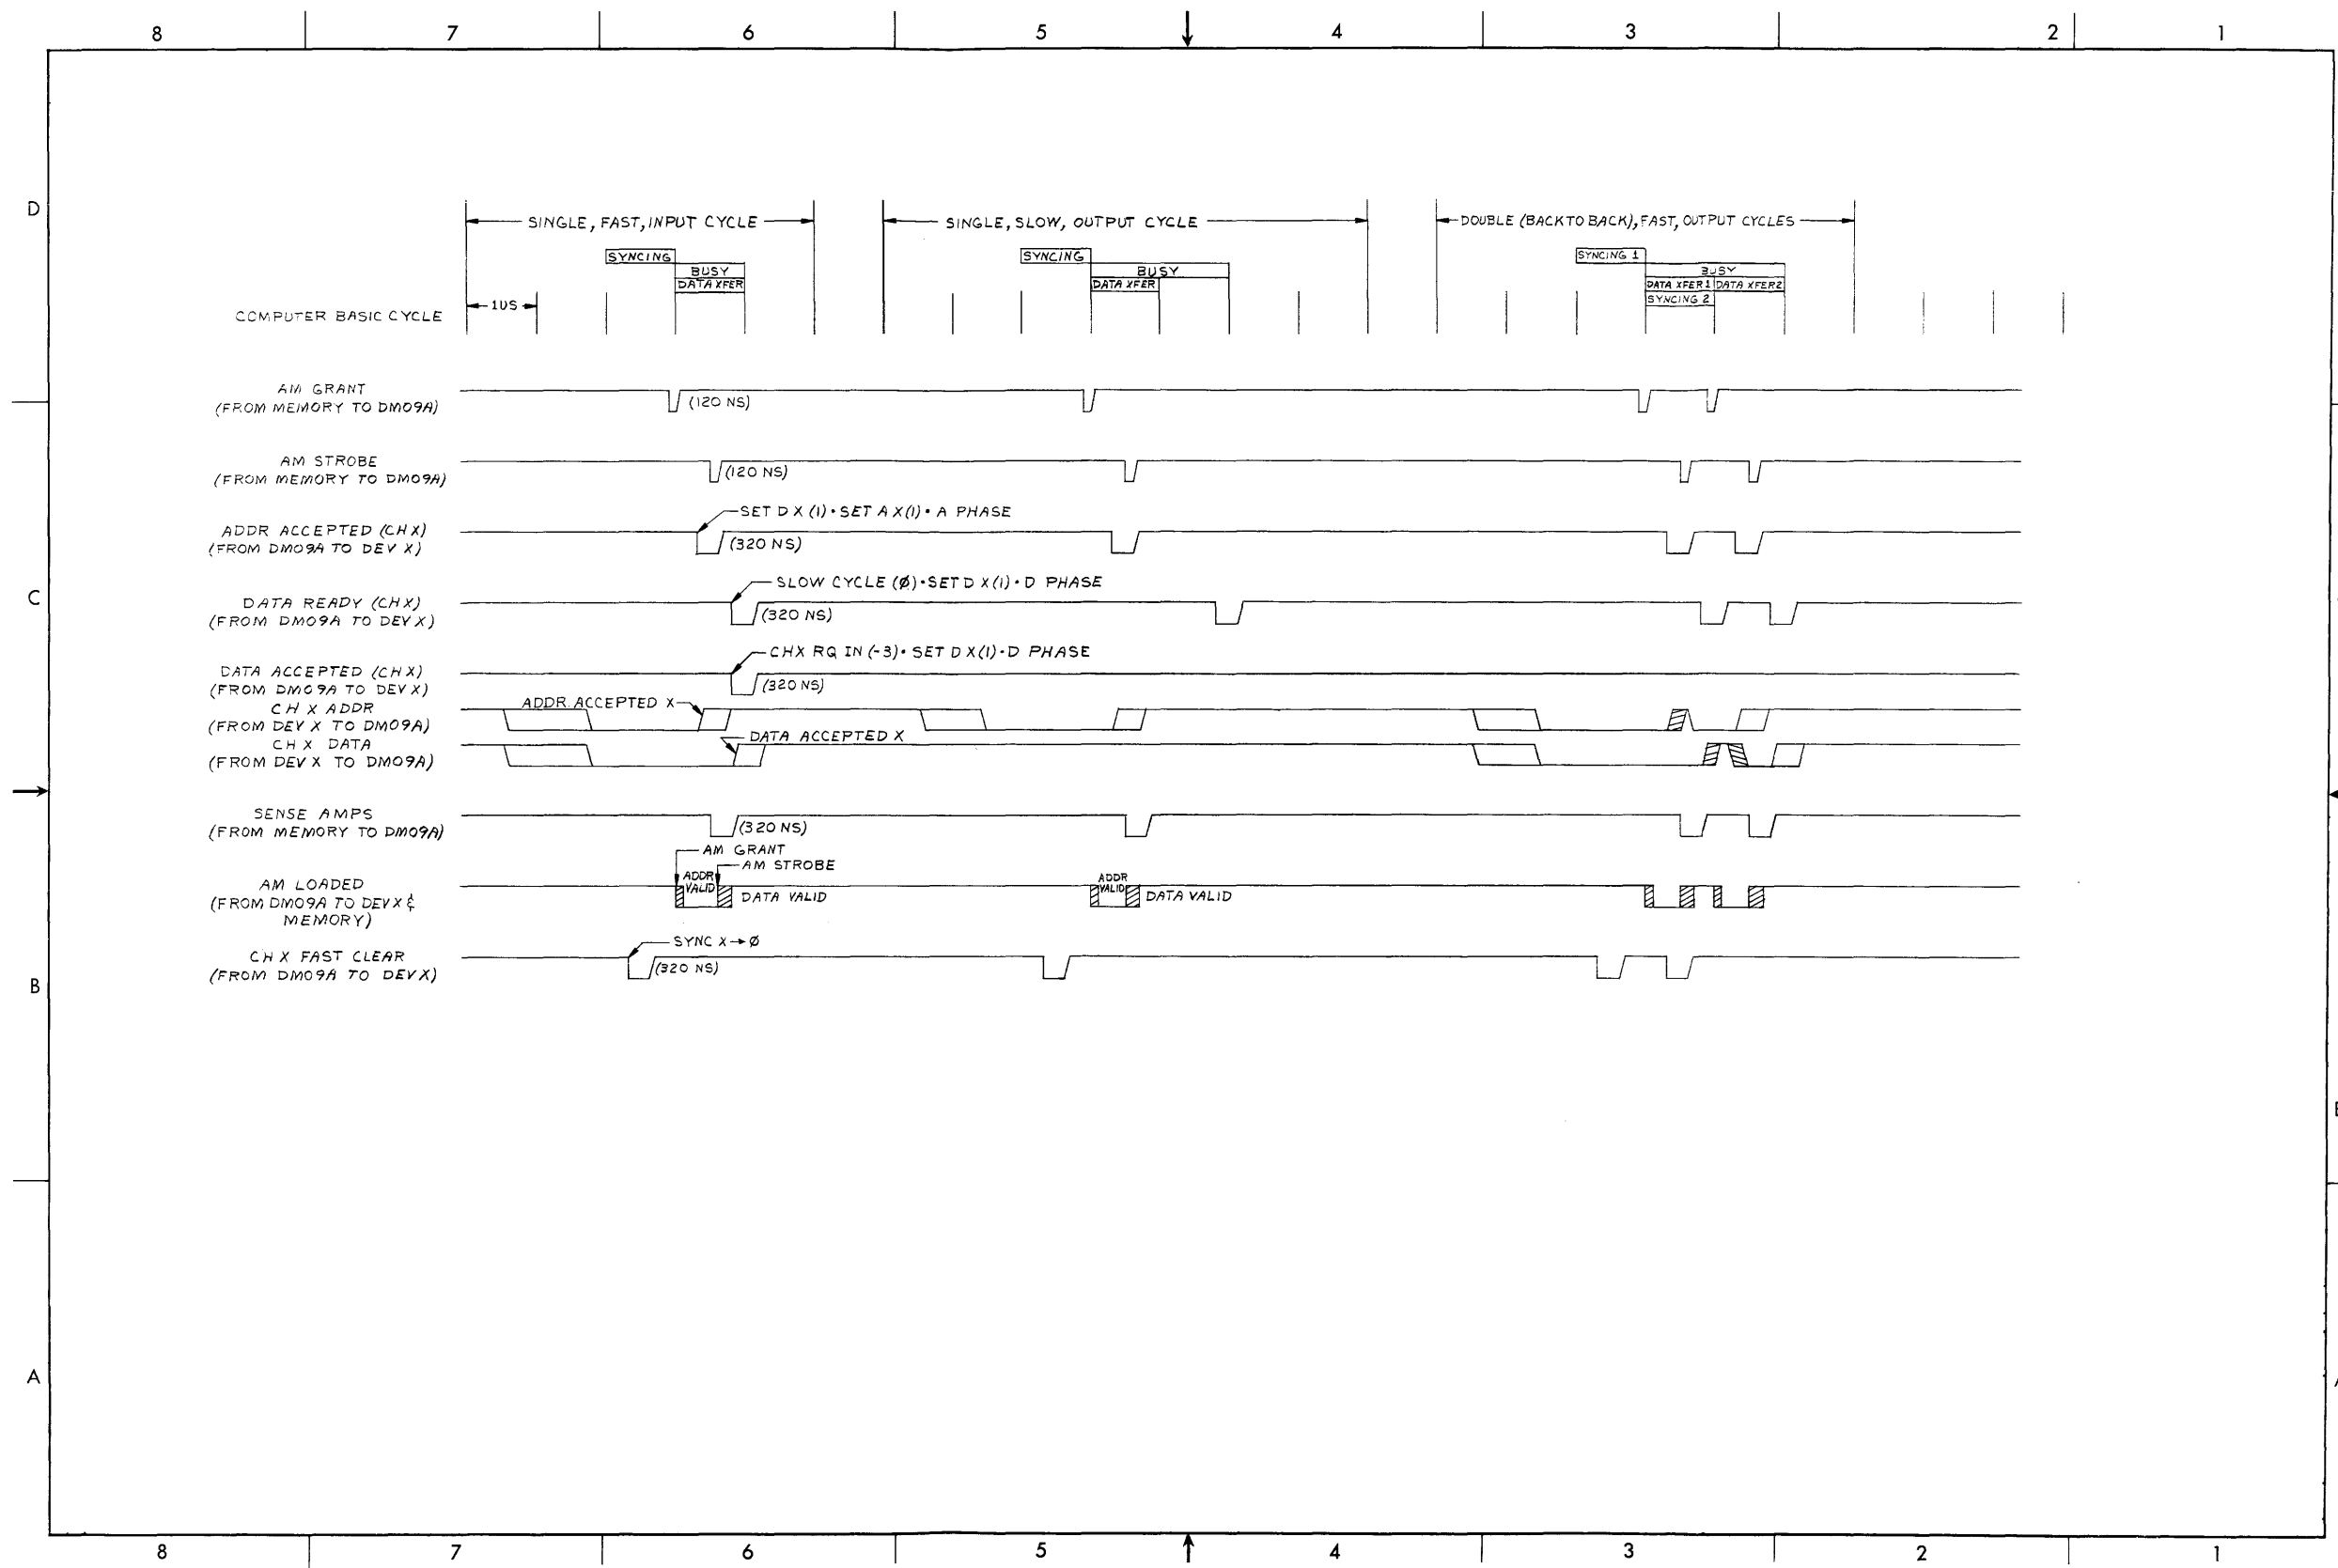 8 7 6 5 4 3 2 1
D
SINGLE, FAST, INPUT CYCLE
SINGLE, SLOW, OUTPUT CYCLE
DOUBLE (BACK TO BACK), FAST, OUTPUT CYCLES
SYNCING
BUSY
DATA XFER
SYNCING
BUSY
DATA XFER
SYNCING 1
BUSY
DATA XFER1 DATA XFER2
SYNCING 2
1US
COMPUTER BASIC CYCLE
AM GRANT
(FROM MEMORY TO DM09A)
(120 NS)
AM STROBE
(FROM MEMORY TO DM09A)
(120 NS)
SET D X (1) • SET A X(1) • A PHASE
ADDR ACCEPTED (CH X)
(FROM DM09A TO DEV X)
(320 NS)
SLOW CYCLE (Ø) • SET D X(1) • D PHASE
C
DATA READY (CHX)
(FROM DM09A TO DEV X)
(320 NS)
CHX RQ IN (-3) • SET D X(1) • D PHASE
DATA ACCEPTED (CHX)
(FROM DM09A TO DEV X)
(320 NS)
ADDR. ACCEPTED X
CH X ADDR
(FROM DEV X TO DM09A)
DATA ACCEPTED X
CH X DATA
(FROM DEV X TO DM09A)
SENSE AMPS
(FROM MEMORY TO DM09A)
(320 NS)
AM GRANT
AM STROBE
ADDR
VALID
DATA VALID
ADDR
VALID
DATA VALID
AM LOADED
(FROM DM09A TO DEV X &
MEMORY)
SYNC X → Ø
CH X FAST CLEAR
(FROM DM09A TO DEV X)
(320 NS)
B
A
8 7 6 5 4 3 2 1